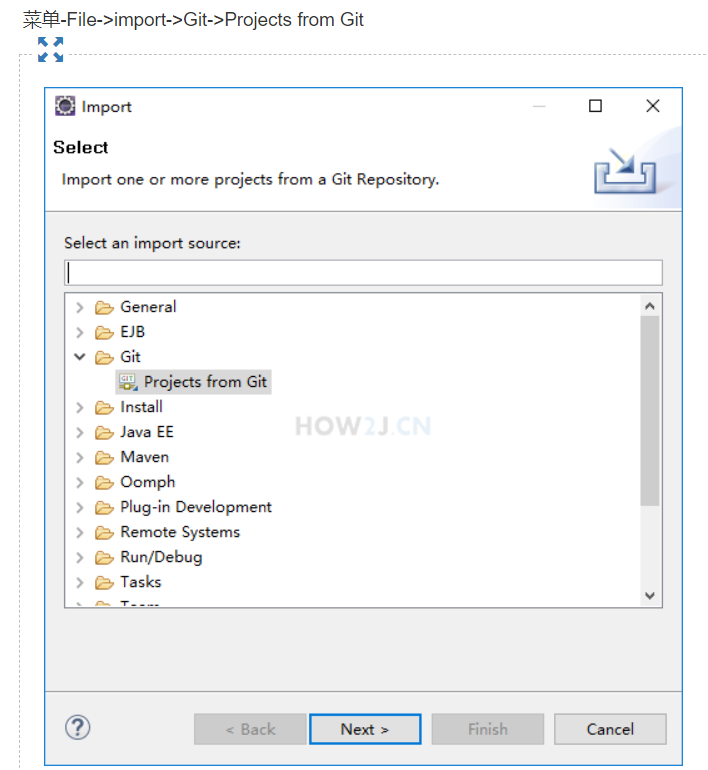 菜单-File->import->Git->Projects from Git
Import
Select
Import one or more projects from a Git Repository.
Select an import source:
General
EJB
Git
GIT
Projects from Git
Install
Java EE
HOW2J.CN
Maven
Oomph
Plug-in Development
Remote Systems
Run/Debug
Tasks
Team
?
< Back
Next >
Finish
Cancel